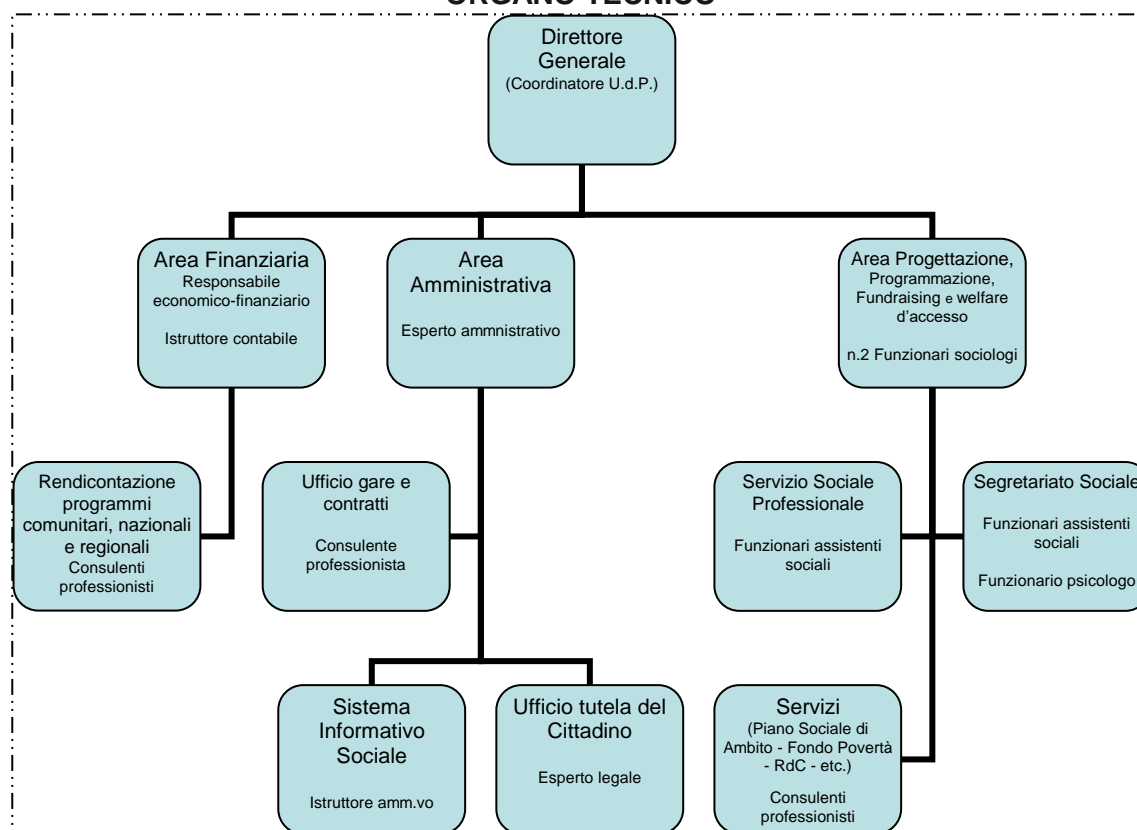 ORGANO TECNICO
Direttore
Generale
(Coordinatore U.d.P.)
Area Finanziaria
Responsabile
economico-finanziario
Istruttore contabile
Area
Amministrativa
Esperto ammnistrativo
Area Progettazione,
Programmazione,
Fundraising e welfare
d'accesso
n.2 Funzionari sociologi
Rendicontazione
programmi
comunitari, nazionali
e regionali
Consulenti
professionisti
Ufficio gare e
contratti
Consulente
professionista
Servizio Sociale
Professionale
Funzionari assistenti
sociali
Segretariato Sociale
Funzionari assistenti
sociali
Funzionario psicologo
Sistema
Informativo
Sociale
Istruttore amm.vo
Ufficio tutela del
Cittadino
Esperto legale
Servizi
(Piano Sociale di
Ambito - Fondo Povertà
- RdC - etc.)
Consulenti
professionisti